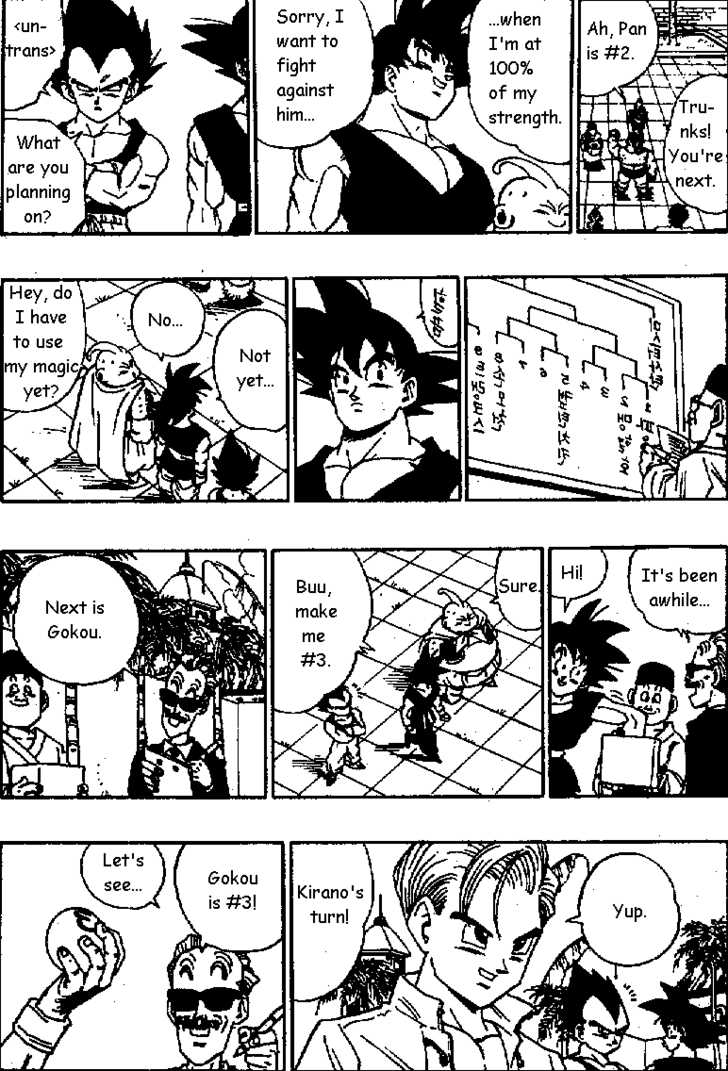 <un-
trans>
What
are you
planning
on?
Sorry, I
want to
fight
against
him...
...when
I'm at
100%
of my
strength.
Ah, Pan
is #2.
Tru-
nks!
You're
next.
Hey, do
I have
to use
my magic
yet?
No...
Not
yet...
Next is
Gokou.
Buu,
make
me
#3.
Sure.
Hi!
It's been
awhile...
Let's
see...
Gokou
is #3!
Kirano's
turn!
Yup.